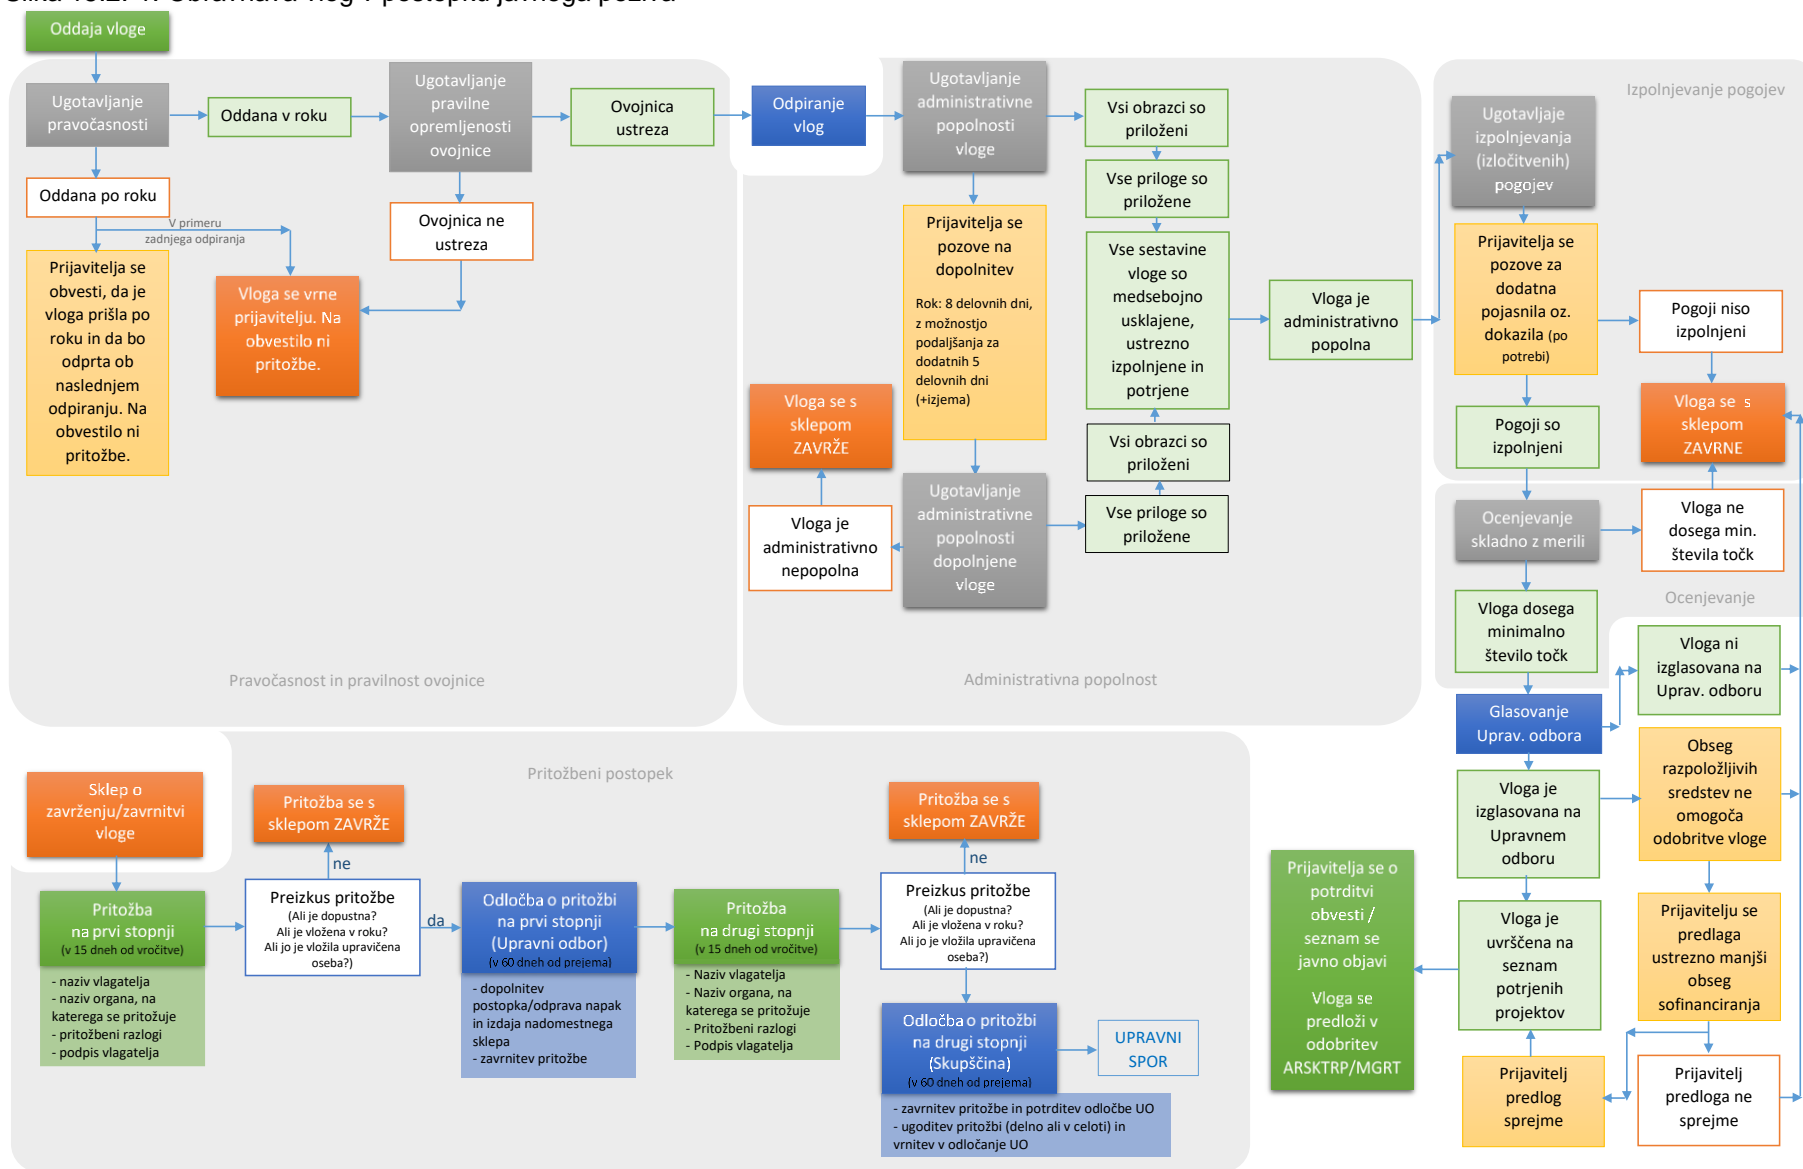 Oddaja vloge
Ugotavljanje
pravočasnosti
Oddana v roku
Ugotavljanje
pravilne
opremljenosti
ovojnice
Ovojnica
ustreza
Oddana po roku
V primeru
zadnjega odpiranja
Prijavitelja se
obvesti, da je
vloga prišla po
roku in da bo
odprta ob
naslednjem
odpiranju. Na
obvestilo ni
pritožbe.
Vloga se vrne
prijavitelju. Na
obvestilo ni
pritožbe.
Ovojnica ne
ustreza
Pravočasnost in pravilnost ovojnice
Odpiranje
vlog
Ugotavljanje
administrativne
popolnosti
vloge
Vsi obrazci so
priloženi
Vse priloge so
priložene
Prijavitelja se
pozove na
dopolnitev
Rok: 8 delovnih dni,
z možnostjo
podaljšanja za
dodatnih 5
delovnih dni
(+izjema)
Vse sestavine
vloge so
medsebojno
usklajene,
ustrezno
izpolnjene in
potrjene
Vloga je
administrativno
popolna
Vloga se s
sklepom
ZAVRŽE
Vsi obrazci so
priloženi
Vloga je
administrativno
nepopolna
Ugotavljanje
administrativne
popolnosti
dopolnjene
vloge
Vse priloge so
priložene
Administrativna popolnost
Izpolnjevanje pogojev
Ugotavljaje
izpolnjevanja
(izločitvenih)
pogojev
Prijavitelja se
pozove za
dodatna
pojasnila oz.
dokazila (po
potrebi)
Pogoji niso
izpolnjeni
Pogoji so
izpolnjeni
Vloga se s
sklepom
ZAVRNE
Ocenjevanje
skladno z merili
Vloga ne
dosega min.
števila točk
Ocenjevanje
Vloga dosega
minimalno
število točk
Vloga ni
izglasovana na
Uprav. odboru
Glasovanje
Uprav. odbora
Obseg
razpoložljivih
sredstev ne
omogoča
odobritve vloge
Vloga je
izglasovana na
Upravnem
odboru
Prijavitelja se o
potrditvi
obvesti /
seznam se
javno objavi
Vloga se
predloži v
odobritev
ARSKTRP/MGRT
Vloga je
uvrščena na
seznam
potrjenih
projektov
Prijavitelju se
predlaga
ustrezno manjši
obseg
sofinanciranja
Prijavitelj
predlog
sprejme
Prijavitelj
predloga ne
sprejme
Pritožbeni postopek
Sklep o
zavrženju/zavrnitvi
vloge
Pritožba se s
sklepom ZAVRŽE
ne
Pritožba
na prvi stopnji
(v 15 dneh od vročitve)
- naziv vlagatelja
- naziv organa, na
katerega se pritožuje
- pritožbeni razlogi
- podpis vlagatelja
Preizkus pritožbe
(Ali je dopustna?
Ali je vložena v roku?
Ali jo je vložila upravičena
oseba?)
da
Odločba o pritožbi
na prvi stopnji
(Upravni odbor)
(v 60 dneh od prejema)
- dopolnitev
postopka/odprava napak
in izdaja nadomestnega
sklepa
- zavrnitev pritožbe
Pritožba
na drugi stopnji
(v 15 dneh od vročitve)
- Naziv vlagatelja
- Naziv organa, na
katerega se pritožuje
- Pritožbeni razlogi
- Podpis vlagatelja
Pritožba se s
sklepom ZAVRŽE
ne
Preizkus pritožbe
(Ali je dopustna?
Ali je vložena v roku?
Ali jo je vložila upravičena
oseba?)
Odločba o pritožbi
na drugi stopnji
(Skupščina)
(v 60 dneh od prejema)
- zavrnitev pritožbe in potrditev odločbe UO
- ugoditev pritožbi (delno ali v celoti) in
vrnitev v odločanje UO
UPRAVNI
SPOR